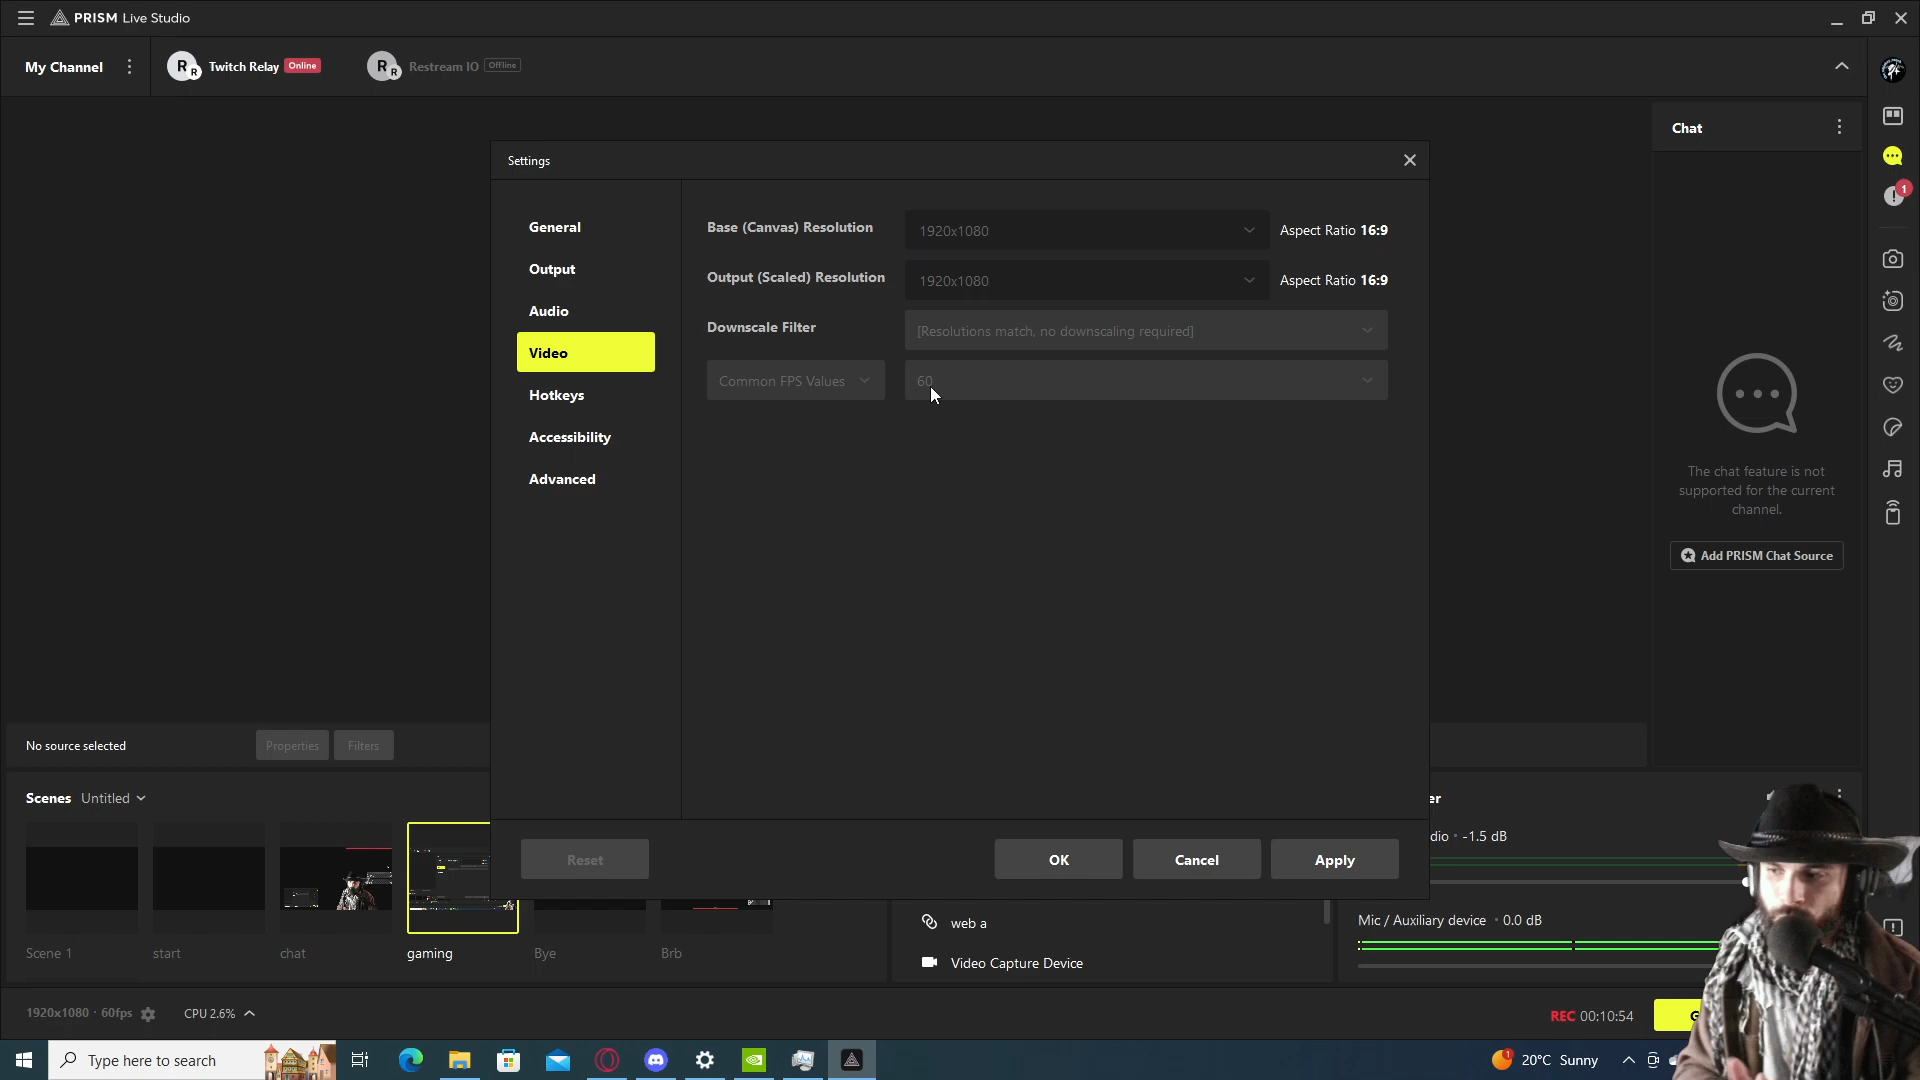 PRISM Live Studio
My Channel
R
R
Twitch Relay
Online
R
R
Restream IO
Offline
Chat
Settings
1
General
Output
Audio
Video
Hotkeys
Accessibility
Advanced
Base (Canvas) Resolution
1920x1080
Aspect Ratio 16:9
Output (Scaled) Resolution
1920x1080
Aspect Ratio 16:9
Downscale Filter
[Resolutions match, no downscaling required]
Common FPS Values
60
The chat feature is not
supported for the current
channel.
Add PRISM Chat Source
No source selected
Properties
Filters
Scenes
Untitled
er
dio
-1.5 dB
Reset
OK
Cancel
Apply
web a
Mic / Auxiliary device
0.0 dB
Scene 1
start
chat
gaming
Bye
Brb
Video Capture Device
1920x1080 · 60fps
CPU 2.6%
REC 00:10:54
G
Type here to search
1
20°C Sunny